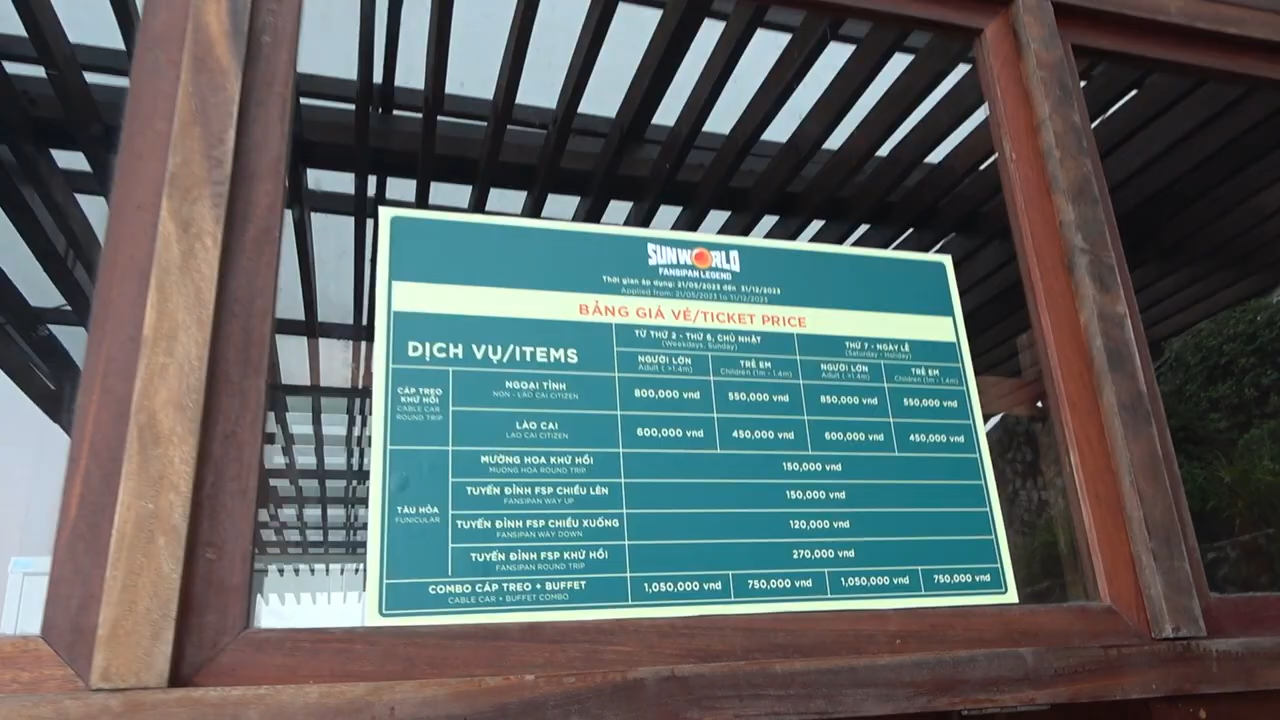 SUNWORLD
FANSIPAN LEGEND
Thời gian áp dụng: 21/05/2023 đến 31/12/2023
Applied from: 21/05/2023 to 31/12/2023
BẢNG GIÁ VÉ/TICKET PRICE
DỊCH VỤ/ITEMS
TỪ THỨ 2 - THỨ 6, CHỦ NHẬT
(Weekdays, Sunday)
THỨ 7 - NGÀY LỄ
(Saturday - Holiday)
NGƯỜI LỚN
Adult ( >1.4m)
TRẺ EM
Children (1m - 1.4m)
NGƯỜI LỚN
Adult ( >1.4m)
TRẺ EM
Children (1m - 1.4m)
CÁP TREO
KHỨ HỒI
CABLE CAR
ROUND TRIP
NGOẠI TỈNH
NON - LAO CAI CITIZEN
800,000 vnd
550,000 vnd
850,000 vnd
550,000 vnd
LÀO CAI
LAO CAI CITIZEN
600,000 vnd
450,000 vnd
600,000 vnd
450,000 vnd
TÀU HỎA
FUNICULAR
MƯỜNG HOA KHỨ HỒI
MUONG HOA ROUND TRIP
150,000 vnd
TUYẾN ĐỈNH FSP CHIỀU LÊN
FANSIPAN WAY UP
150,000 vnd
TUYẾN ĐỈNH FSP CHIỀU XUỐNG
FANSIPAN WAY DOWN
120,000 vnd
TUYẾN ĐỈNH FSP KHỨ HỒI
FANSIPAN ROUND TRIP
270,000 vnd
COMBO CÁP TREO + BUFFET
CABLE CAR + BUFFET COMBO
1,050,000 vnd
750,000 vnd
1,050,000 vnd
750,000 vnd